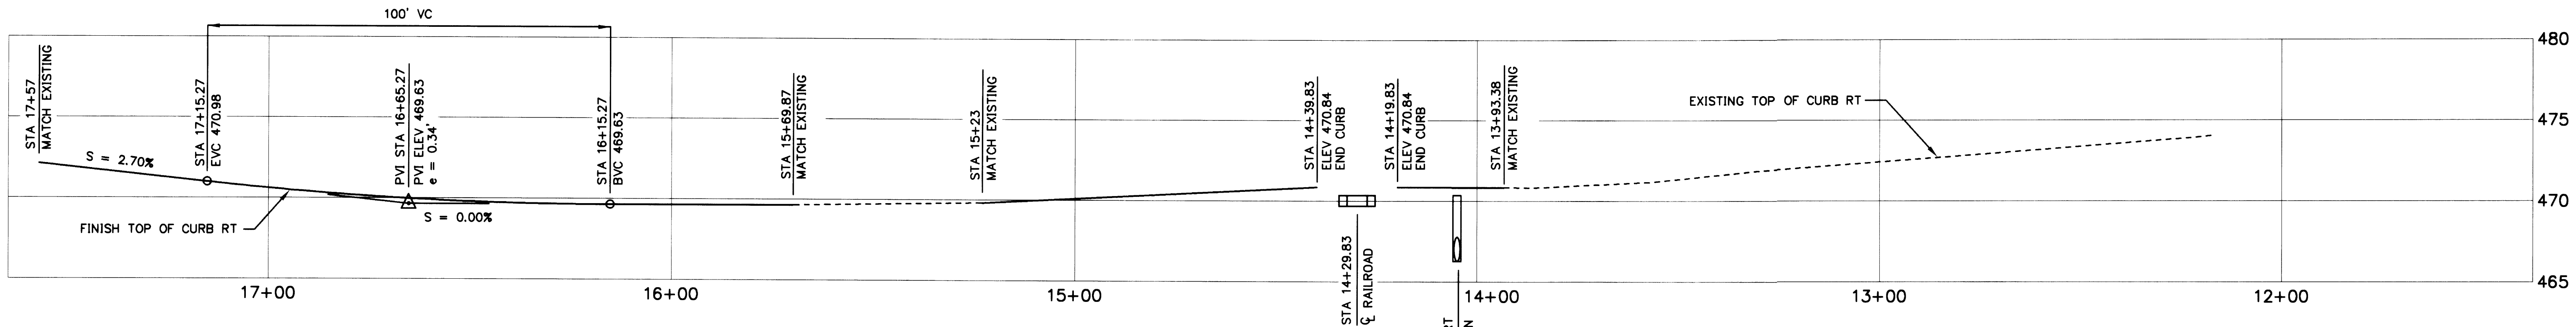 100' VC
480
475
470
465
STA 17+57
MATCH EXISTING
S = 2.70%
STA 17+15.27
EVC 470.98
PVI STA 16+65.27
PVI ELEV 469.63
e = 0.34'
S = 0.00%
FINISH TOP OF CURB RT
STA 16+15.27
BVC 469.63
STA 15+69.87
MATCH EXISTING
STA 15+23
MATCH EXISTING
STA 14+39.83
ELEV 470.84
END CURB
STA 14+19.83
ELEV 470.84
END CURB
STA 13+93.38
MATCH EXISTING
EXISTING TOP OF CURB RT
STA 14+29.83
℄ RAILROAD
RT
N
17+00
16+00
15+00
14+00
13+00
12+00